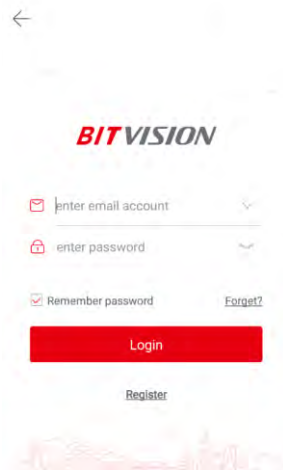 BITVISION
enter email account
enter password
Remember password Forget?
Login
Register